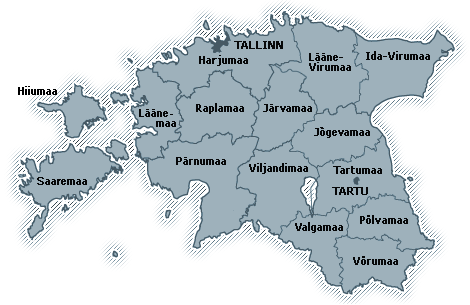 TALLINN
Harjumaa
Lääne-
Virumaa
Ida-Virumaa
Hiiumaa
Lääne-
maa
Raplamaa
Järvamaa
Jõgevamaa
Pärnumaa
Viljandimaa
Tartumaa
Saaremaa
TARTU
Valgamaa
Põlvamaa
Võrumaa